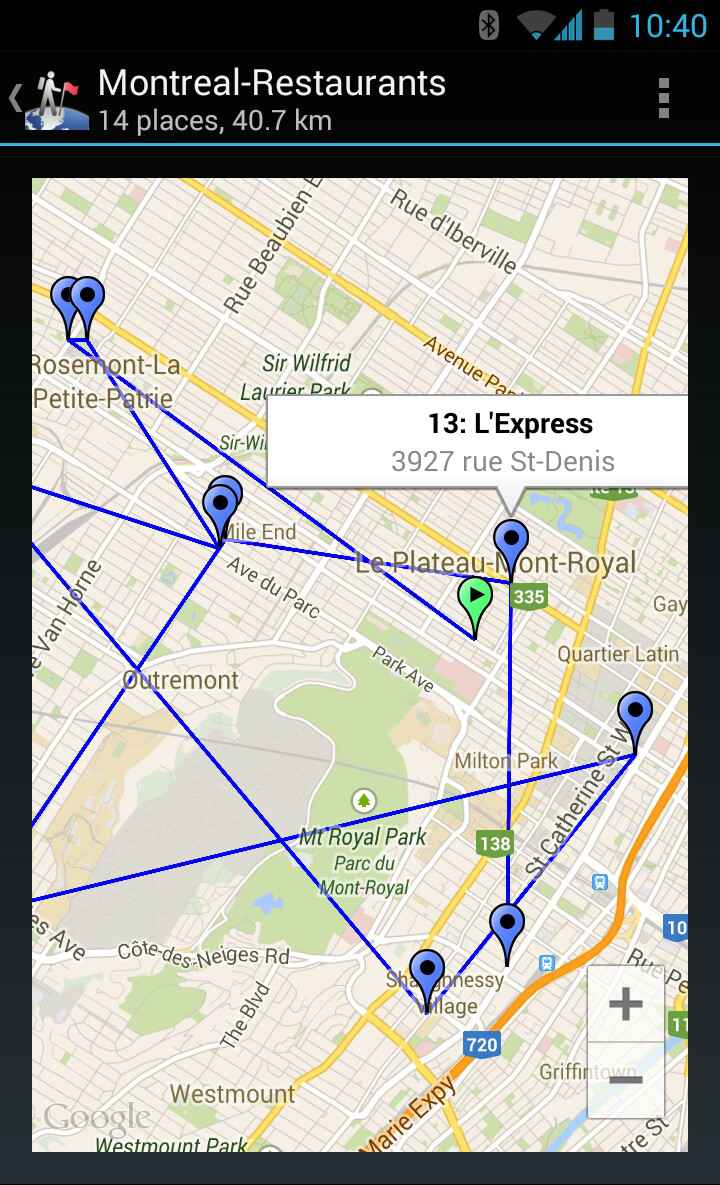 10:40
Montreal-Restaurants
14 places, 40.7 km
Rue Beaubien E
Rue d'Iberville
Avenue Pap
Rosemont-La
Petite-Patrie
Sir Wilfrid
Laurier Park
13: L'Express
3927 rue St-Denis
Sir-Wil
Mile End
Le Plateau-Mont-Royal
335
Ave du Parc
Gay
Van Horne
Park Ave
Quartier Latin
Outremont
Milton Park
St Catherine St W
Mt Royal Park
Parc du
Mont-Royal
138
es Ave
Côte-des-Neiges Rd
10
Shaughnessy
Village
Rue Pe
The Blvd
11
720
Griffintown
Westmount
Marie Expy
Google
tre St
Westmount Park